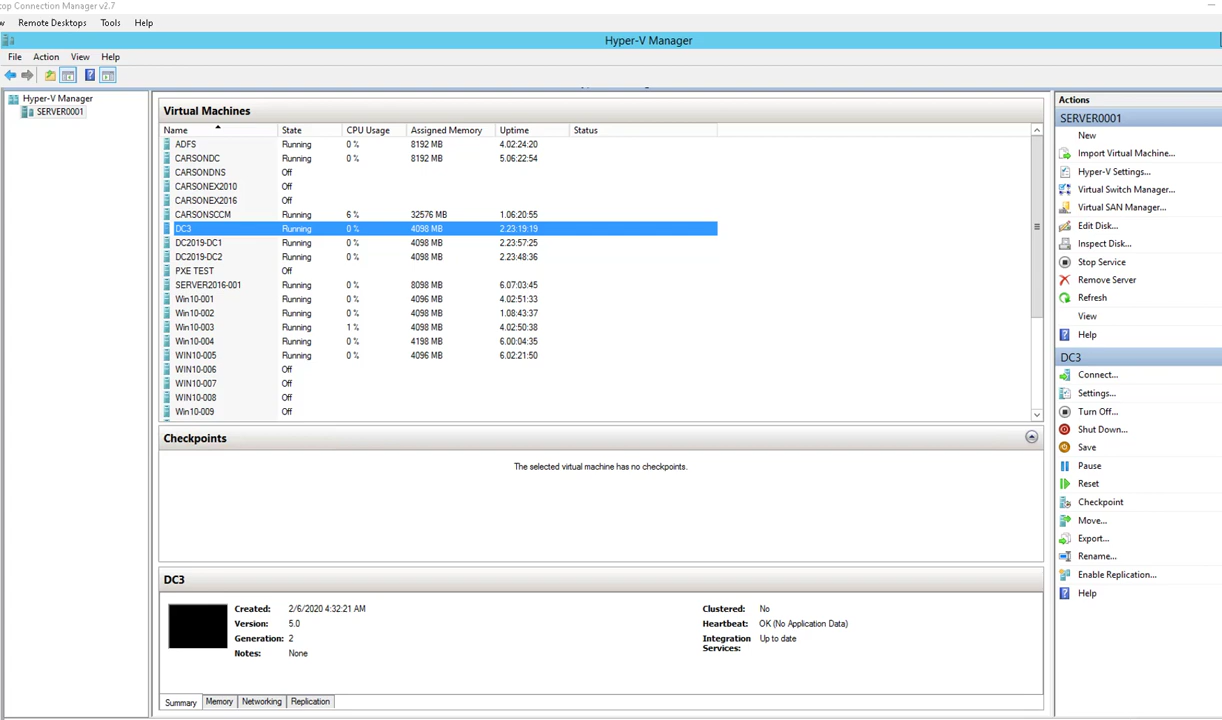 top Connection Manager v2.7
w Remote Desktops Tools Help
Hyper-V Manager
File Action View Help
Hyper-V Manager
SERVER0001
Virtual Machines
Name State CPU Usage Assigned Memory Uptime Status
ADFS Running 0 % 8192 MB 4.02:24:20
CARSONDC Running 0 % 8192 MB 5.06:22:54
CARSONDNS Off
CARSONEX2010 Off
CARSONEX2016 Off
CARSONSCCM Running 6 % 32576 MB 1.06:20:55
DC3 Running 0 % 4098 MB 2.23:19:19
DC2019-DC1 Running 0 % 4098 MB 2.23:57:25
DC2019-DC2 Running 0 % 4098 MB 2.23:48:36
PXE TEST Off
SERVER2016-001 Running 0 % 8098 MB 6.07:03:45
Win10-001 Running 0 % 4096 MB 4.02:51:33
Win10-002 Running 0 % 4098 MB 1.08:43:37
Win10-003 Running 1 % 4098 MB 4.02:50:38
Win10-004 Running 0 % 4198 MB 6.00:04:35
WIN10-005 Running 0 % 4096 MB 6.02:21:50
WIN10-006 Off
WIN10-007 Off
WIN10-008 Off
Win10-009 Off
Checkpoints
The selected virtual machine has no checkpoints.
DC3
Created: 2/6/2020 4:32:21 AM
Version: 5.0
Generation: 2
Notes: None
Clustered: No
Heartbeat: OK (No Application Data)
Integration Up to date
Services:
Summary Memory Networking Replication
Actions
SERVER0001
New
Import Virtual Machine...
Hyper-V Settings...
Virtual Switch Manager...
Virtual SAN Manager...
Edit Disk...
Inspect Disk...
Stop Service
Remove Server
Refresh
View
Help
DC3
Connect...
Settings...
Turn Off...
Shut Down...
Save
Pause
Reset
Checkpoint
Move...
Export...
Rename...
Enable Replication...
Help